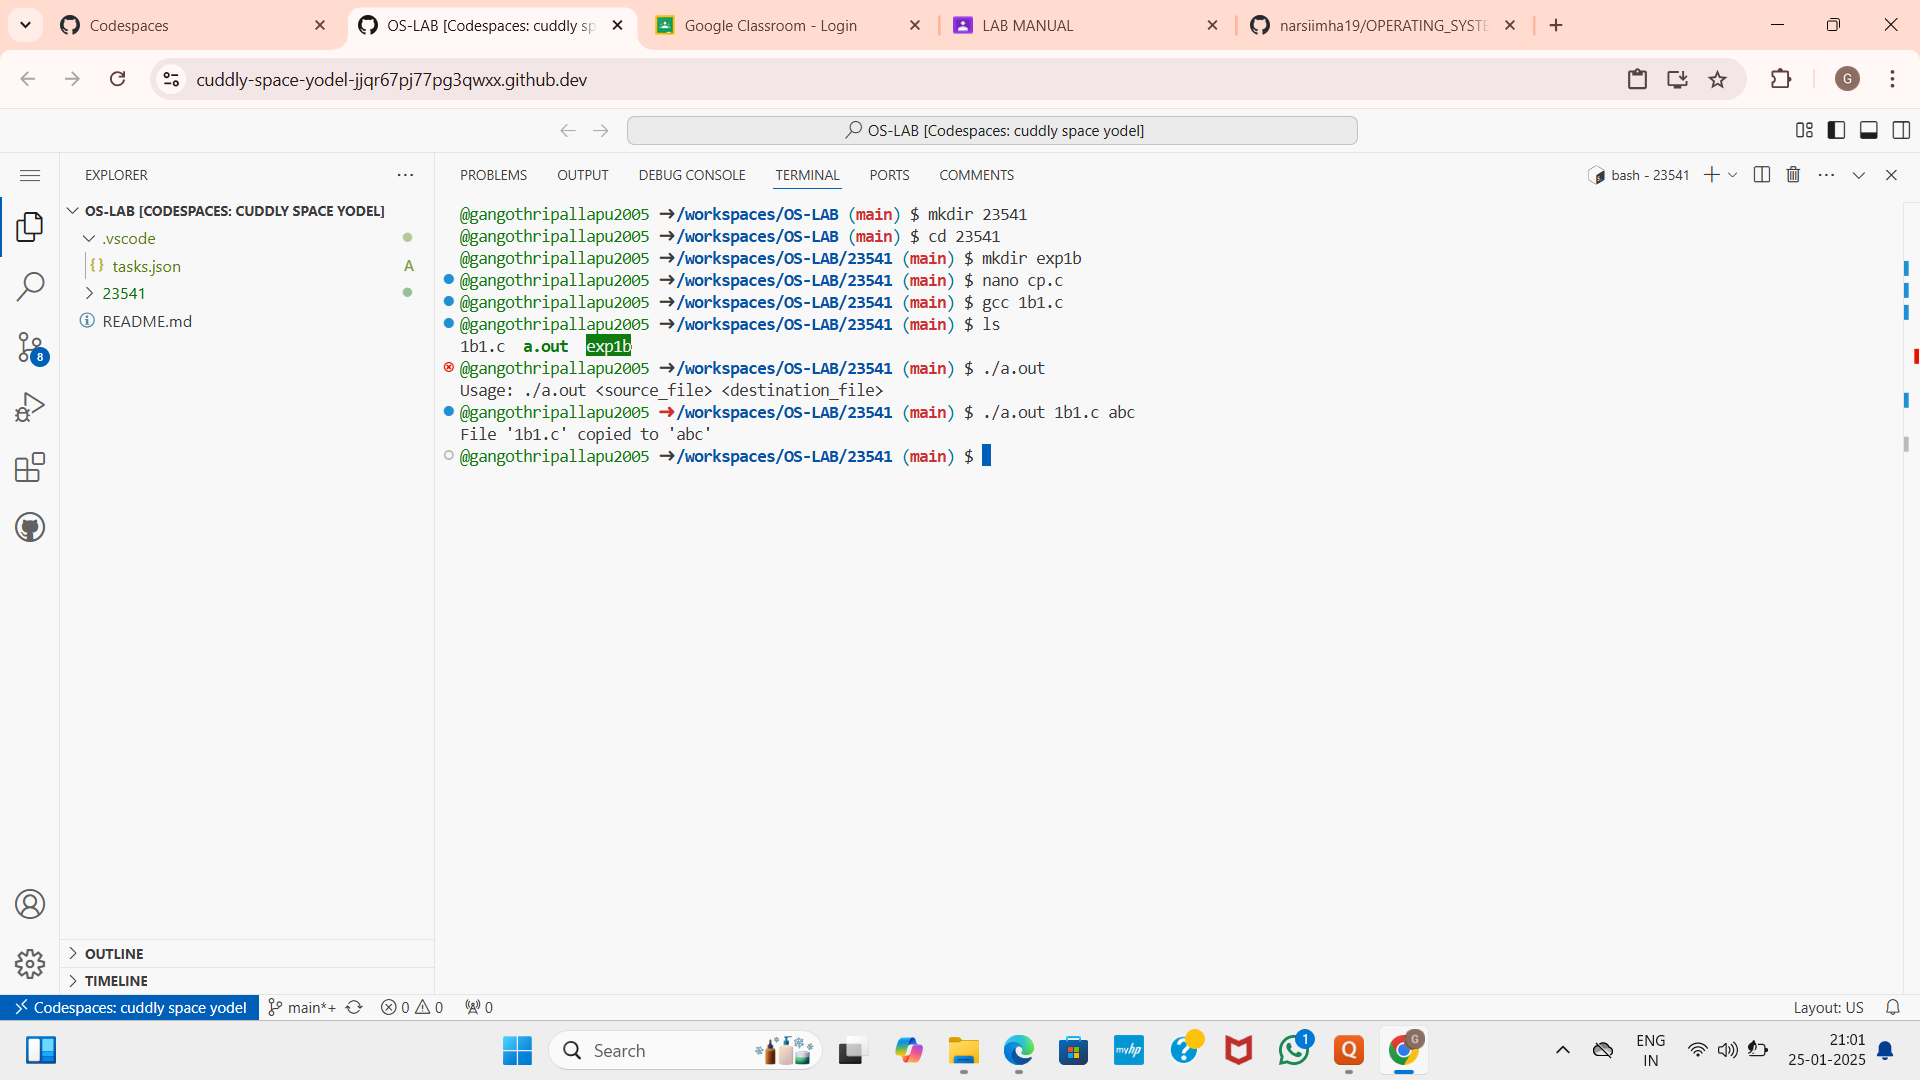 Codespaces
OS-LAB [Codespaces: cuddly sp
Google Classroom - Login
LAB MANUAL
narsiimha19/OPERATING_SYSTE
cuddly-space-yodel-jjqr67pj77pg3qwxx.github.dev
G
OS-LAB [Codespaces: cuddly space yodel]
EXPLORER
PROBLEMS OUTPUT DEBUG CONSOLE TERMINAL PORTS COMMENTS
bash - 23541
OS-LAB [CODESPACES: CUDDLY SPACE YODEL]
.vscode
{} tasks.json A
23541
README.md
8
@gangothripallapu2005 ➜/workspaces/OS-LAB (main) $ mkdir 23541
@gangothripallapu2005 ➜/workspaces/OS-LAB (main) $ cd 23541
@gangothripallapu2005 ➜/workspaces/OS-LAB/23541 (main) $ mkdir exp1b
@gangothripallapu2005 ➜/workspaces/OS-LAB/23541 (main) $ nano cp.c
@gangothripallapu2005 ➜/workspaces/OS-LAB/23541 (main) $ gcc 1b1.c
@gangothripallapu2005 ➜/workspaces/OS-LAB/23541 (main) $ ls
1b1.c a.out exp1b
@gangothripallapu2005 ➜/workspaces/OS-LAB/23541 (main) $ ./a.out
Usage: ./a.out <source_file> <destination_file>
@gangothripallapu2005 ➜/workspaces/OS-LAB/23541 (main) $ ./a.out 1b1.c abc
File '1b1.c' copied to 'abc'
@gangothripallapu2005 ➜/workspaces/OS-LAB/23541 (main) $
OUTLINE
TIMELINE
Codespaces: cuddly space yodel main*+ 0 0 0
Layout: US
Search
myhp
?
1
Q
G
ENG
IN
21:01
25-01-2025